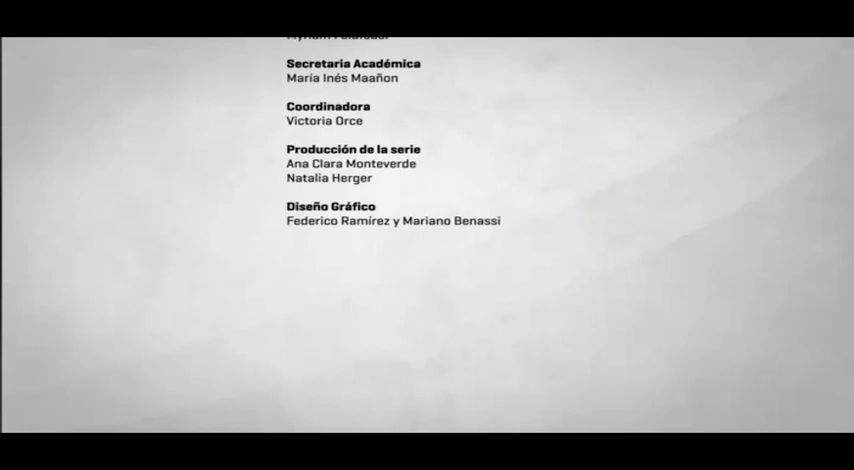 Secretaria Académica
María Inés Maañon
Coordinadora
Victoria Orce
Producción de la serie
Ana Clara Monteverde
Natalia Herger
Diseño Gráfico
Federico Ramírez y Mariano Benassi